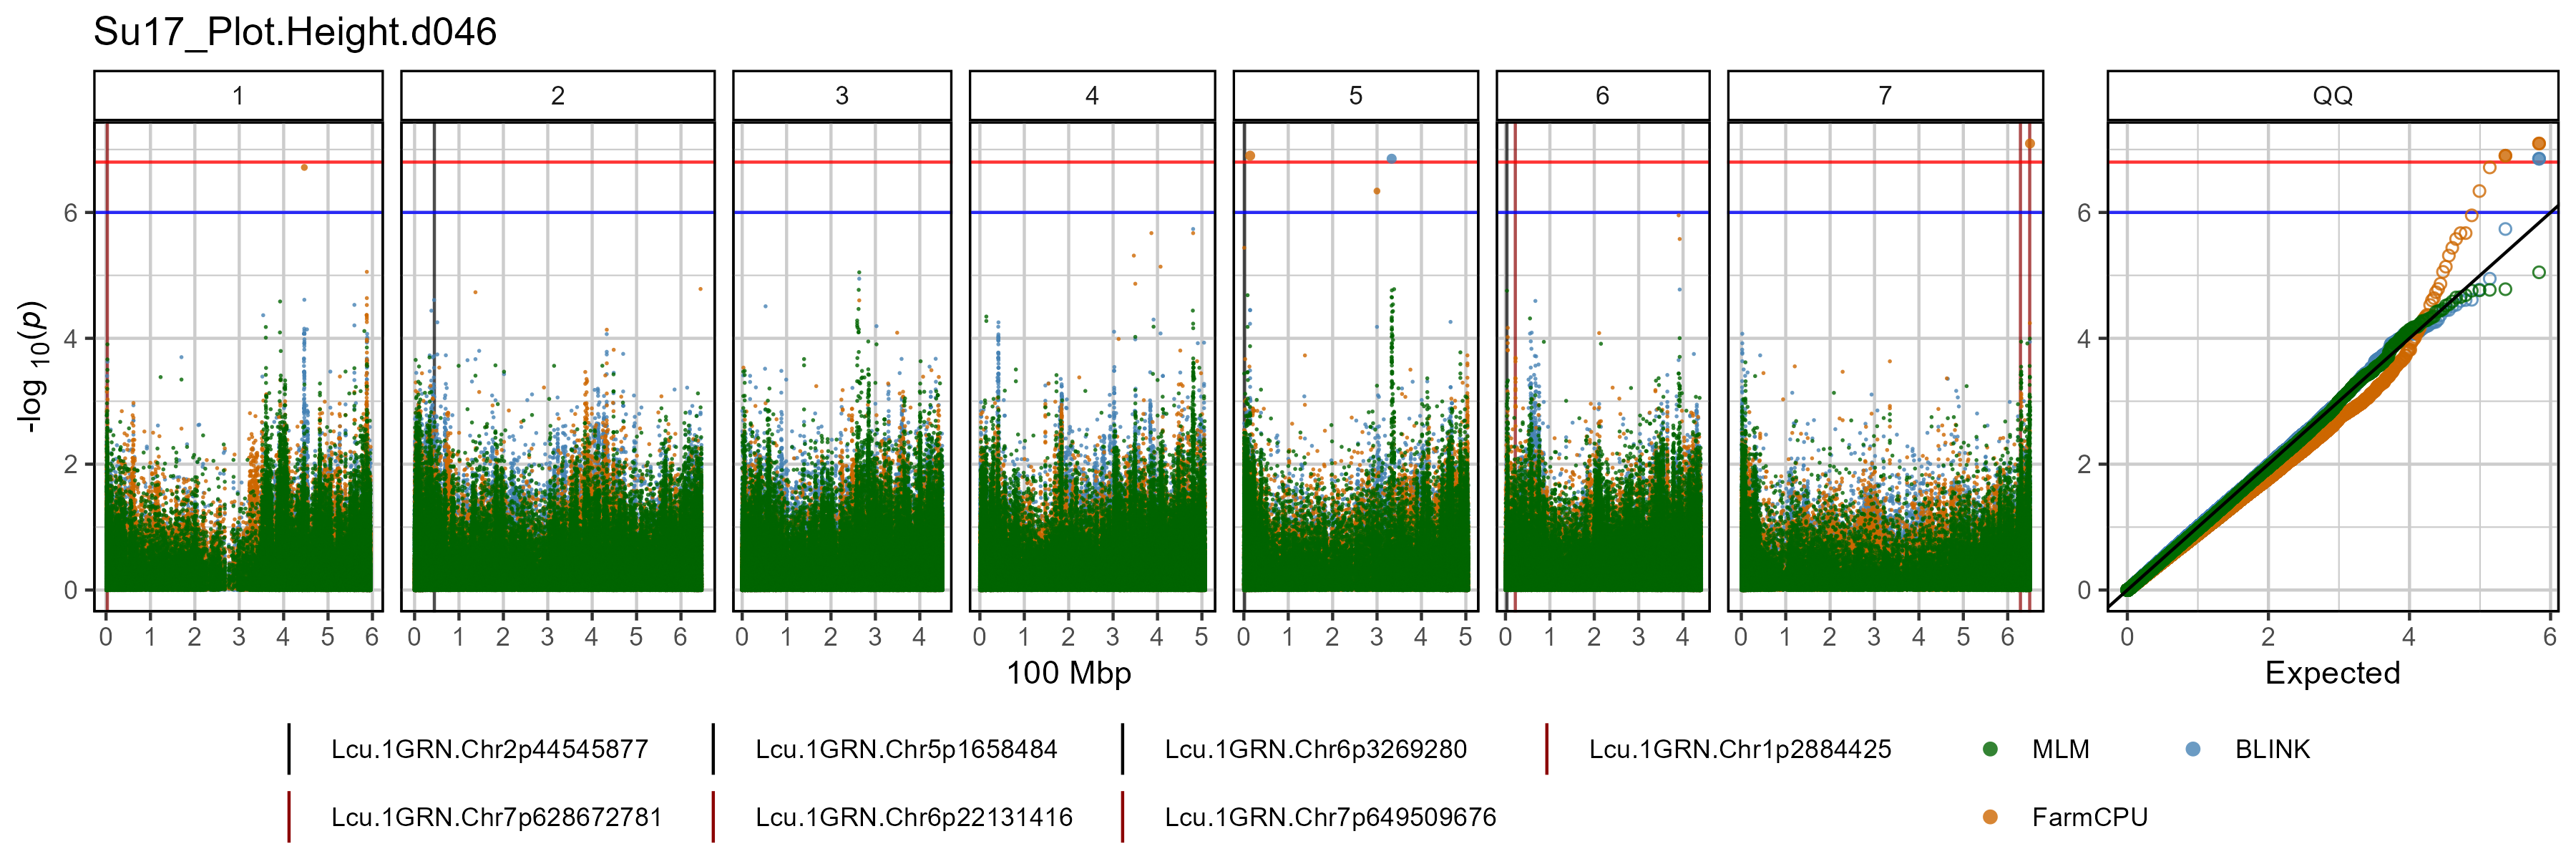 Su17_Plot.Height.d046
1 2 3 4 5 6 7 QQ
6 6
4 4
2 2
0 0
-log 10(p)
0 1 2 3 4 5 6 0 1 2 3 4 5 6 0 1 2 3 4 0 1 2 3 4 5 0 1 2 3 4 5 0 1 2 3 4 0 1 2 3 4 5 6 0 2 4 6
100 Mbp Expected
Lcu.1GRN.Chr2p44545877 Lcu.1GRN.Chr5p1658484 Lcu.1GRN.Chr6p3269280 Lcu.1GRN.Chr1p2884425 MLM BLINK
Lcu.1GRN.Chr7p628672781 Lcu.1GRN.Chr6p22131416 Lcu.1GRN.Chr7p649509676 FarmCPU